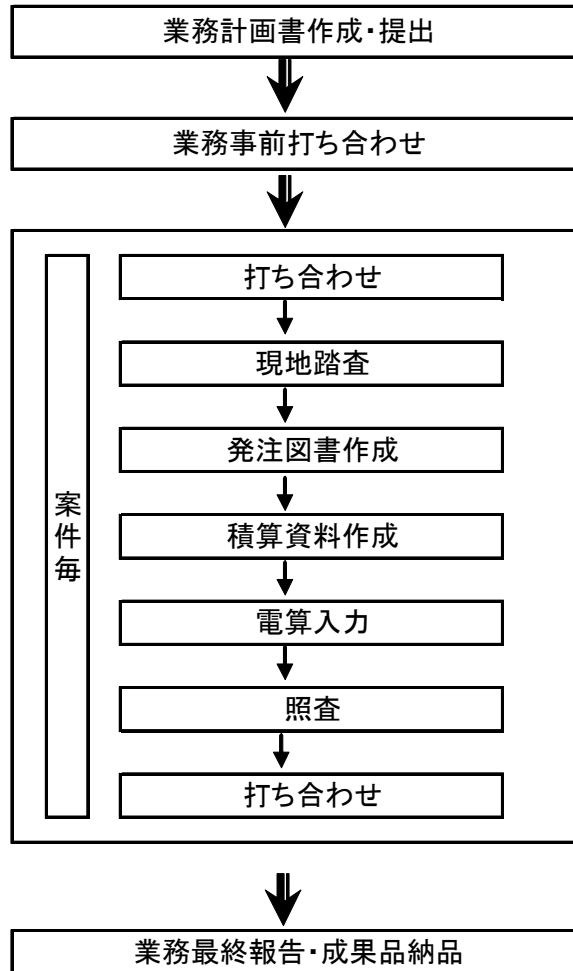 業務計画書作成・提出
業務事前打ち合わせ
案件毎
打ち合わせ
現地踏査
発注図書作成
積算資料作成
電算入力
照査
打ち合わせ
業務最終報告・成果品納品